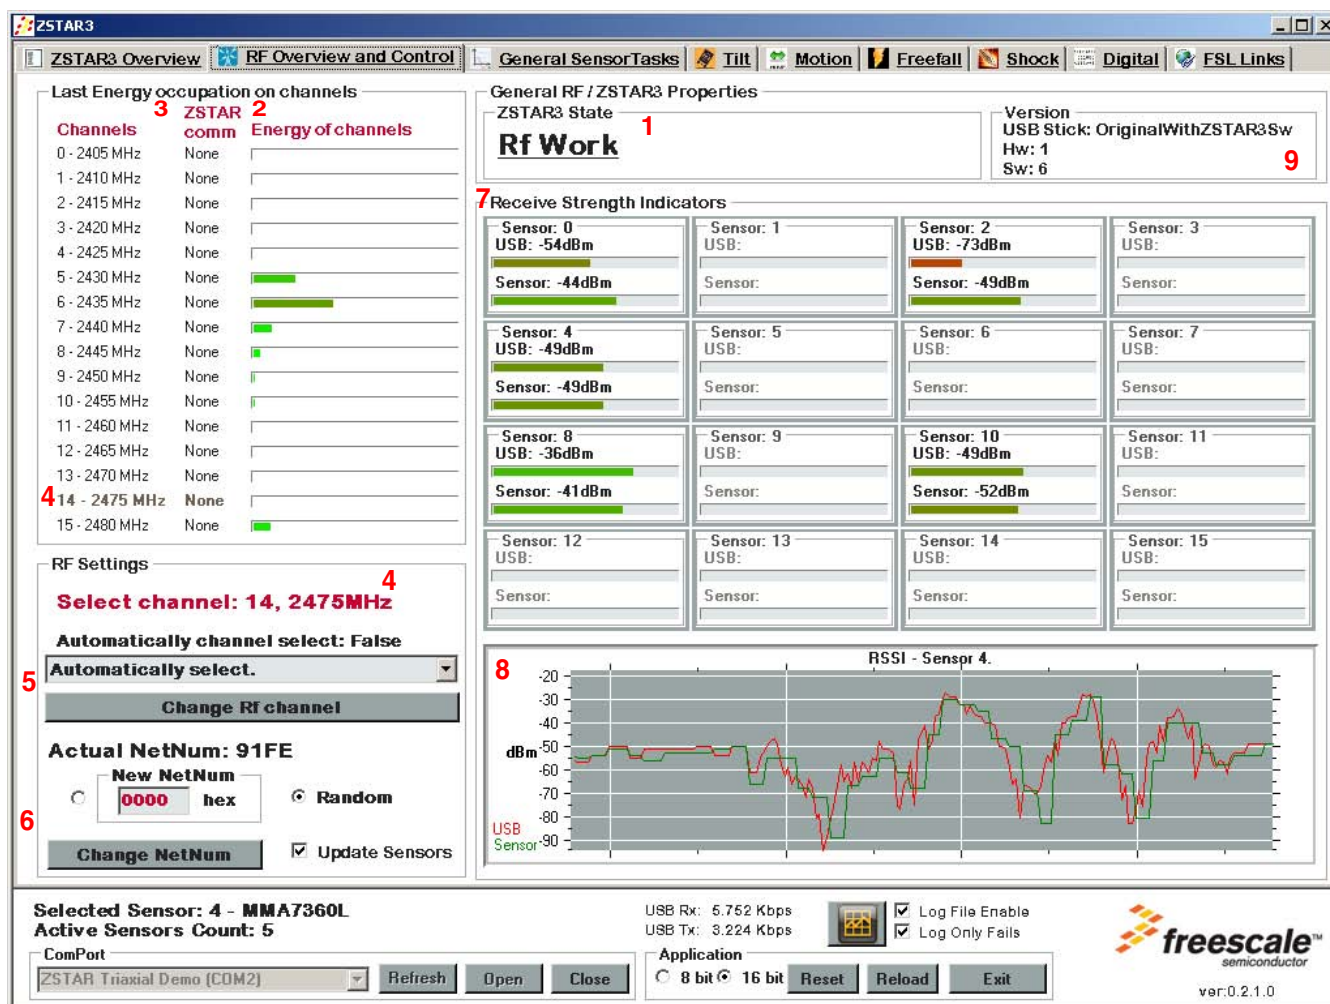 ZSTAR3
ZSTAR3 Overview
RF Overview and Control
General SensorTasks
Tilt
Motion
Freefall
Shock
Digital
FSL Links
Last Energy occupation on channels
3 ZSTAR 2
Channels comm Energy of channels
0 - 2405 MHz None
1 - 2410 MHz None
2 - 2415 MHz None
3 - 2420 MHz None
4 - 2425 MHz None
5 - 2430 MHz None
6 - 2435 MHz None
7 - 2440 MHz None
8 - 2445 MHz None
9 - 2450 MHz None
10 - 2455 MHz None
11 - 2460 MHz None
12 - 2465 MHz None
13 - 2470 MHz None
4 14 - 2475 MHz None
15 - 2480 MHz None
RF Settings
4
Select channel: 14, 2475MHz
Automatically channel select: False
Automatically select.
5
Change Rf channel
Actual NetNum: 91FE
New NetNum
0000 hex
Random
6
Change NetNum
Update Sensors
General RF / ZSTAR3 Properties
ZSTAR3 State
1
Rf Work
Version
USB Stick: OriginalWithZSTAR3Sw
Hw: 1
9
Sw: 6
7
Receive Strength Indicators
Sensor: 0
USB: -54dBm
Sensor: -44dBm
Sensor: 1
USB:
Sensor:
Sensor: 2
USB: -73dBm
Sensor: -49dBm
Sensor: 3
USB:
Sensor:
Sensor: 4
USB: -49dBm
Sensor: -49dBm
Sensor: 5
USB:
Sensor:
Sensor: 6
USB:
Sensor:
Sensor: 7
USB:
Sensor:
Sensor: 8
USB: -36dBm
Sensor: -41dBm
Sensor: 9
USB:
Sensor:
Sensor: 10
USB: -49dBm
Sensor: -52dBm
Sensor: 11
USB:
Sensor:
Sensor: 12
USB:
Sensor:
Sensor: 13
USB:
Sensor:
Sensor: 14
USB:
Sensor:
Sensor: 15
USB:
Sensor:
8
RSSI - Sensor 4.
-20
-30
-40
dBm -50
-60
-70
-80
USB
Sensor -90
Selected Sensor: 4 - MMA7360L
Active Sensors Count: 5
ComPort
ZSTAR Triaxial Demo (COM2)
Refresh
Open
Close
USB Rx: 5.752 Kbps
USB Tx: 3.224 Kbps
Log File Enable
Log Only Fails
Application
8 bit
16 bit
Reset
Reload
Exit
freescale™
semiconductor
ver:0.2.1.0